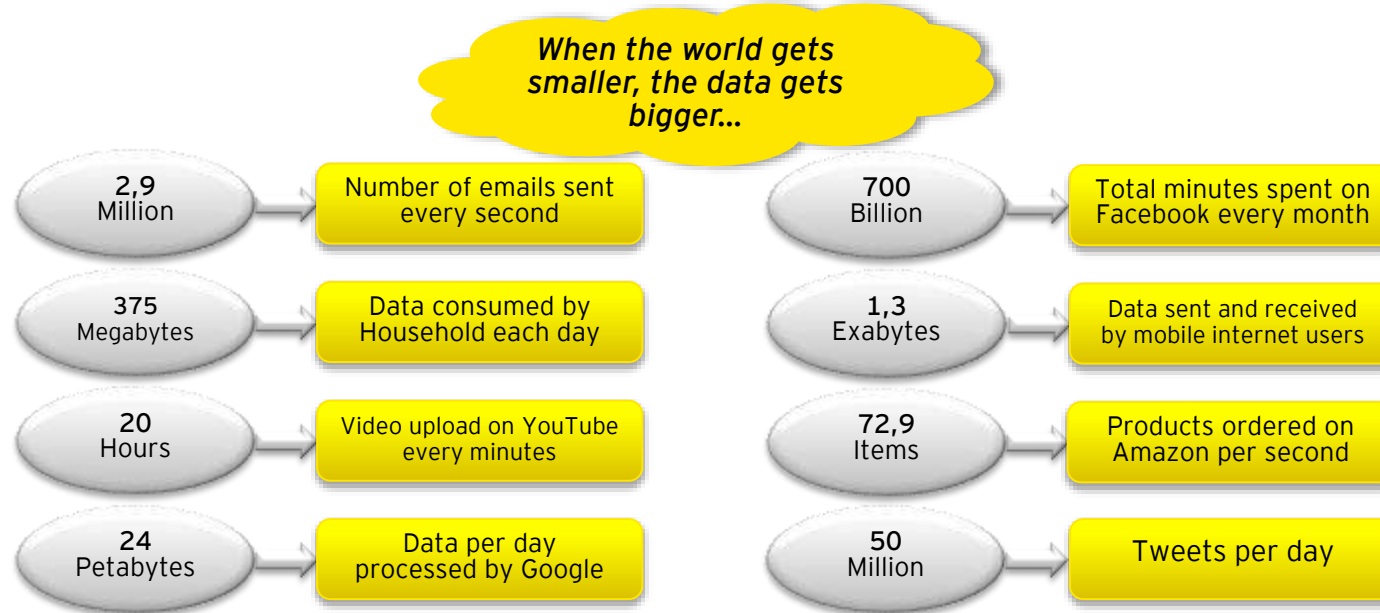 When the world gets
smaller, the data gets
bigger...
2,9
Million
Number of emails sent
every second
375
Megabytes
Data consumed by
Household each day
20
Hours
Video upload on YouTube
every minutes
24
Petabytes
Data per day
processed by Google
700
Billion
Total minutes spent on
Facebook every month
1,3
Exabytes
Data sent and received
by mobile internet users
72,9
Items
Products ordered on
Amazon per second
50
Million
Tweets per day